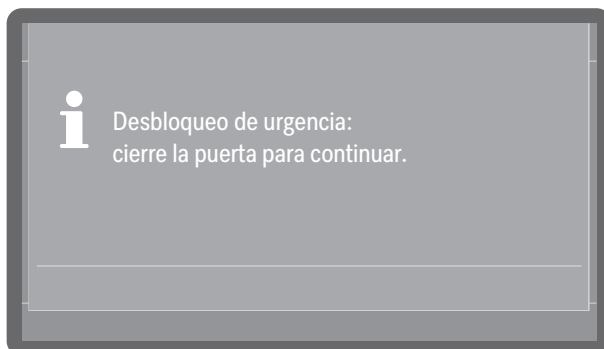 Desbloqueo de urgencia:
cierre la puerta para continuar.